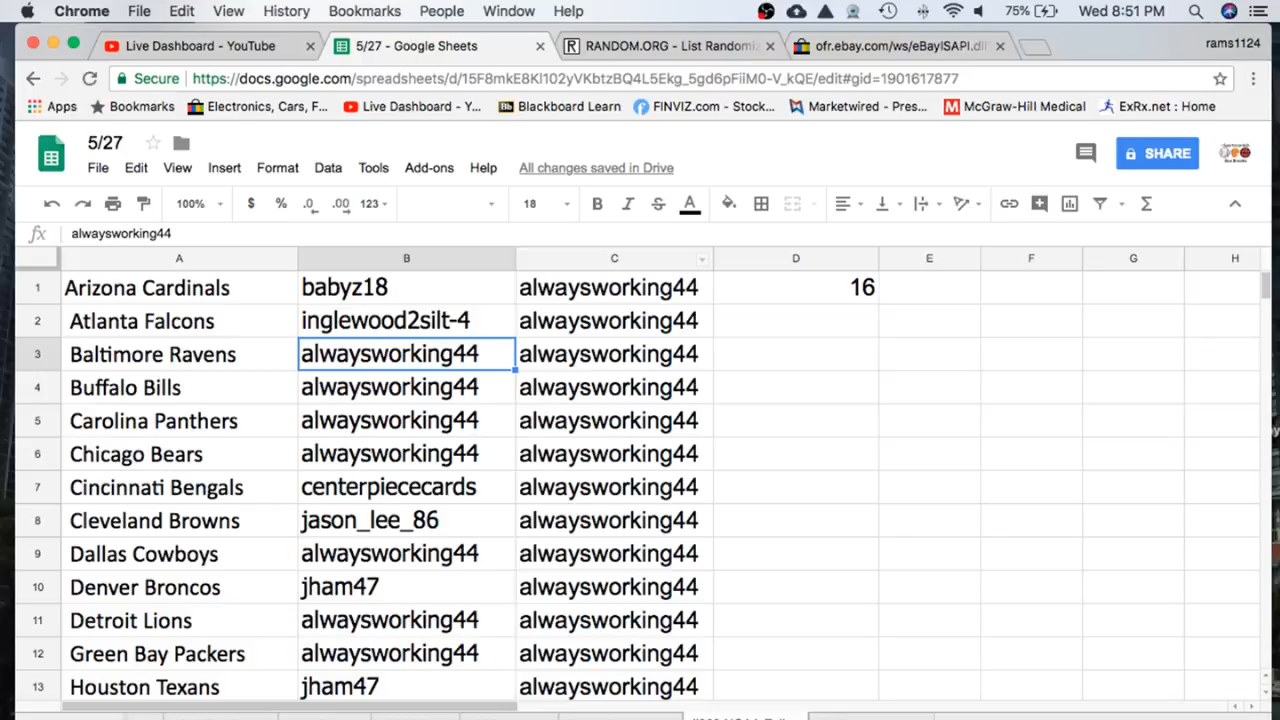 Chrome File Edit View History Bookmarks People Window Help 75% Wed 8:51 PM
Live Dashboard - YouTube 5/27 - Google Sheets RANDOM.ORG - List Randomi ofr.ebay.com/ws/eBayISAPI.dll rams1124
Secure https://docs.google.com/spreadsheets/d/15F8mkE8Kl102yVKbtzBQ4L5Ekg_5gd6pFiiM0-V_kQE/edit#gid=1901617877
Apps Bookmarks Electronics, Cars, F... Live Dashboard - Y... Blackboard Learn FINVIZ.com - Stock... Marketwired - Pres... McGraw-Hill Medical ExRx.net : Home
5/27
SHARE
File Edit View Insert Format Data Tools Add-ons Help All changes saved in Drive
100% $ % .0 .00 123 18 B I S A
fx alwaysworking44
A B C D E F G H
1 Arizona Cardinals babyz18 alwaysworking44 16
2 Atlanta Falcons inglewood2silt-4 alwaysworking44
3 Baltimore Ravens alwaysworking44 alwaysworking44
4 Buffalo Bills alwaysworking44 alwaysworking44
5 Carolina Panthers alwaysworking44 alwaysworking44
6 Chicago Bears alwaysworking44 alwaysworking44
7 Cincinnati Bengals centerpiececards alwaysworking44
8 Cleveland Browns jason_lee_86 alwaysworking44
9 Dallas Cowboys alwaysworking44 alwaysworking44
10 Denver Broncos jham47 alwaysworking44
11 Detroit Lions alwaysworking44 alwaysworking44
12 Green Bay Packers alwaysworking44 alwaysworking44
13 Houston Texans jham47 alwaysworking44